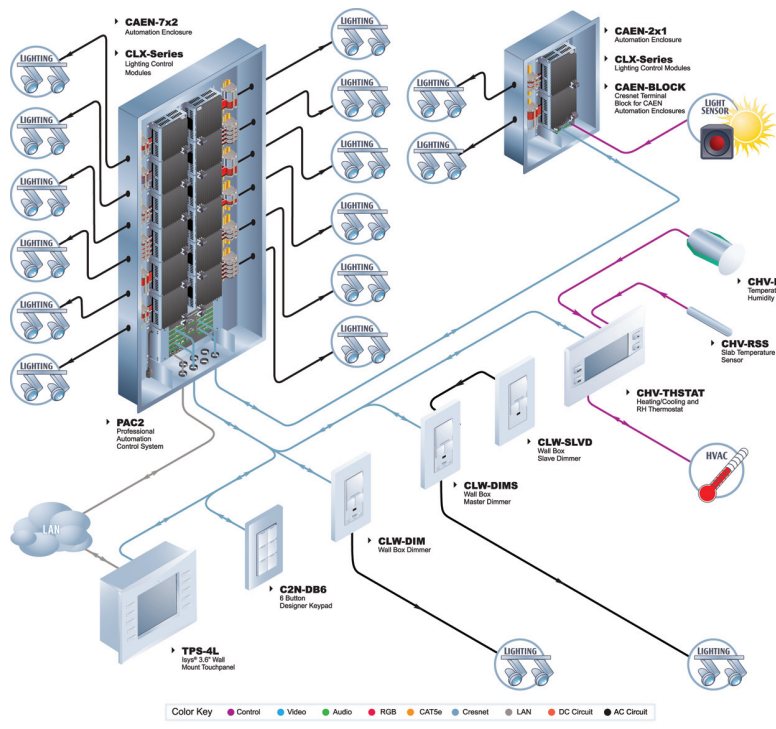 CAEN-7x2
Automation Enclosure
CLX-Series
Lighting Control
Modules
LIGHTING
LIGHTING
LIGHTING
LIGHTING
LIGHTING
LIGHTING
LIGHTING
LIGHTING
LIGHTING
LIGHTING
LIGHTING
LIGHTING
LIGHTING
LIGHTING
CAEN-2x1
Automation Enclosure
CLX-Series
Lighting Control Modules
CAEN-BLOCK
Cresnet Terminal
Block for CAEN
Automation Enclosures
LIGHT
SENSOR
CHV-
Temperat
Humidity
CHV-RSS
Slab Temperature
Sensor
CHV-THSTAT
Heating/Cooling and
RH Thermostat
HVAC
PAC2
Professional
Automation
Control System
CLW-SLVD
Wall Box
Slave Dimmer
CLW-DIMS
Wall Box
Master Dimmer
CLW-DIM
Wall Box Dimmer
LAN
C2N-DB6
6 Button
Designer Keypad
TPS-4L
Isys® 3.6" Wall
Mount Touchpanel
LIGHTING
LIGHTING
Color Key Control Video Audio RGB CAT5e Cresnet LAN DC Circuit AC Circuit